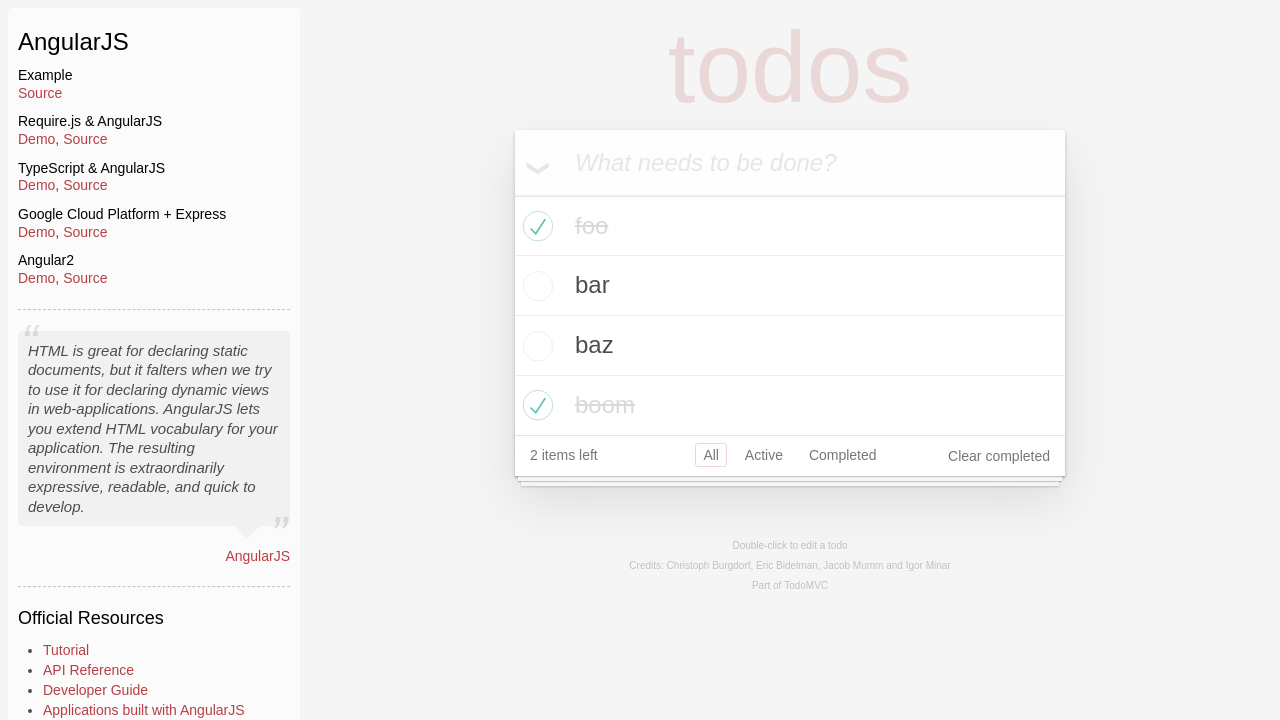 AngularJS
Example
Source
Require.js & AngularJS
Demo, Source
TypeScript & AngularJS
Demo, Source
Google Cloud Platform + Express
Demo, Source
Angular2
Demo, Source
“
HTML is great for declaring static
documents, but it falters when we try
to use it for declaring dynamic views
in web-applications. AngularJS lets
you extend HTML vocabulary for your
application. The resulting
environment is extraordinarily
expressive, readable, and quick to
develop.
”
AngularJS
Official Resources
Tutorial
API Reference
Developer Guide
Applications built with AngularJS
todos
What needs to be done?
foo
bar
baz
boom
2 items left All Active Completed Clear completed
Double-click to edit a todo
Credits: Christoph Burgdorf, Eric Bidelman, Jacob Mumm and Igor Minar
Part of TodoMVC